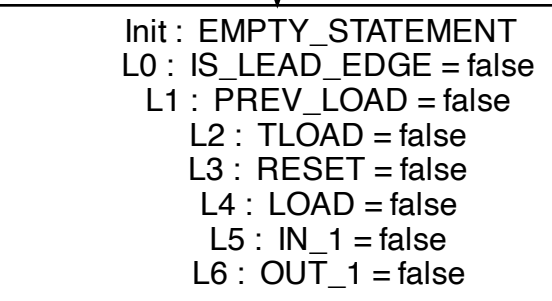 Init : EMPTY_STATEMENT
L0 : IS_LEAD_EDGE = false
L1 : PREV_LOAD = false
L2 : TLOAD = false
L3 : RESET = false
L4 : LOAD = false
L5 : IN_1 = false
L6 : OUT_1 = false